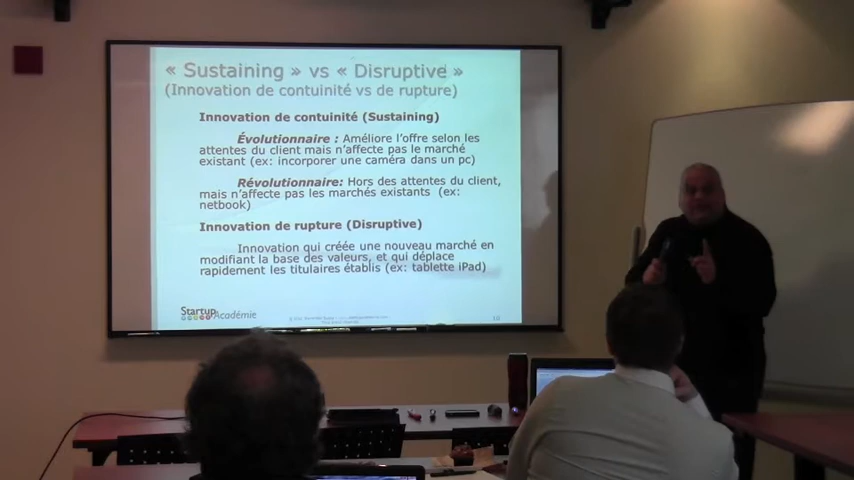 « Sustaining » vs « Disruptive »
(Innovation de contuinité vs de rupture)
Innovation de contuinité (Sustaining)
Évolutionnaire : Améliore l'offre selon les
attentes du client mais n'affecte pas le marché
existant (ex: incorporer une caméra dans un pc)
Révolutionnaire: Hors des attentes du client,
mais n'affecte pas les marchés existants (ex:
netbook)
Innovation de rupture (Disruptive)
Innovation qui créée une nouveau marché en
modifiant la base des valeurs, et qui déplace
rapidement les titulaires établis (ex: tablette iPad)
Startup Académie